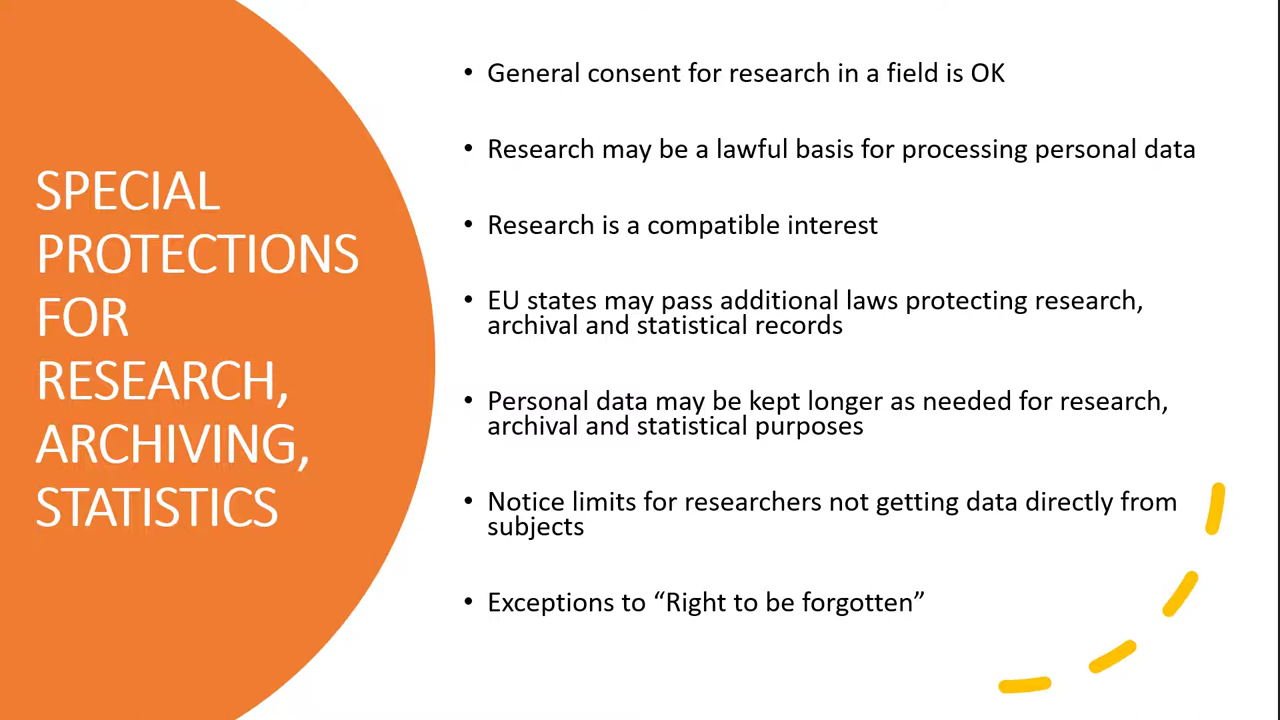 SPECIAL
PROTECTIONS
FOR
RESEARCH,
ARCHIVING,
STATISTICS
• General consent for research in a field is OK
• Research may be a lawful basis for processing personal data
• Research is a compatible interest
• EU states may pass additional laws protecting research,
archival and statistical records
• Personal data may be kept longer as needed for research,
archival and statistical purposes
• Notice limits for researchers not getting data directly from
subjects
• Exceptions to “Right to be forgotten”